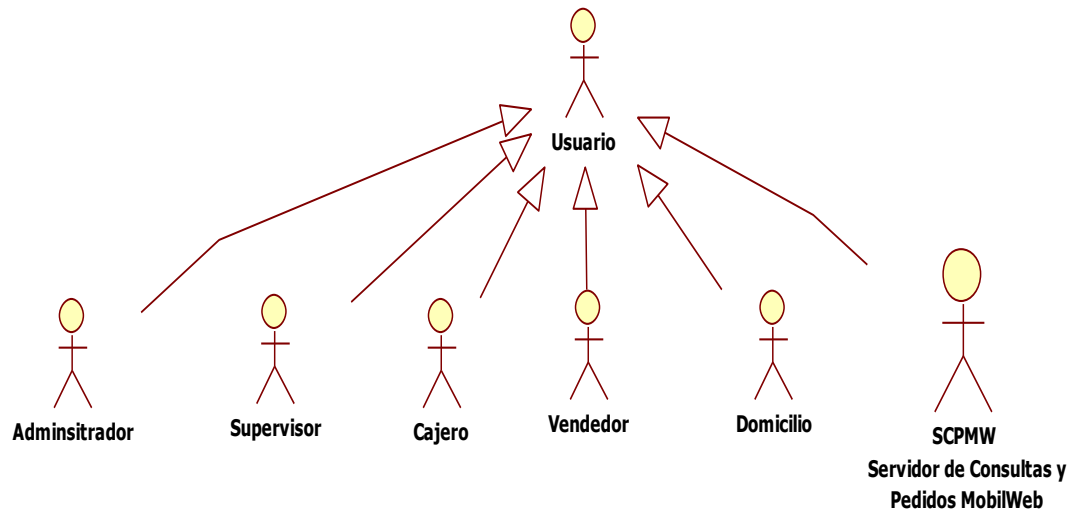 Usuario
Adminsitrador
Supervisor
Cajero
Vendedor
Domicilio
SCPMW
Servidor de Consultas y
Pedidos MobilWeb